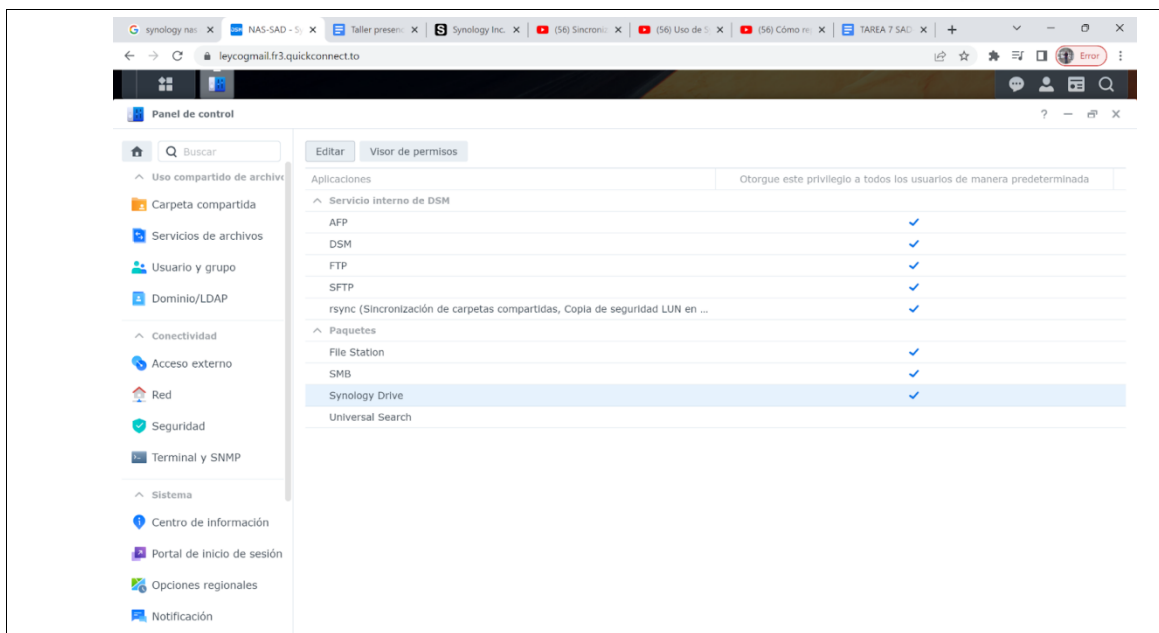 synology nas
NAS-SAD - Sy
Taller presen
Synology Inc.
(56) Sincroniz
(56) Uso de S
(56) Cómo re
TAREA 7 SAD
leycogmail.fr3.quickconnect.to
Error
Panel de control
Buscar
Editar
Visor de permisos
Uso compartido de archivo
Carpeta compartida
Servicios de archivos
Usuario y grupo
Dominio/LDAP
Conectividad
Acceso externo
Red
Seguridad
Terminal y SNMP
Sistema
Centro de información
Portal de inicio de sesión
Opciones regionales
Notificación
Aplicaciones
Otorgue este privilegio a todos los usuarios de manera predeterminada
Servicio interno de DSM
AFP
DSM
FTP
SFTP
rsync (Sincronización de carpetas compartidas, Copia de seguridad LUN en ...
Paquetes
File Station
SMB
Synology Drive
Universal Search